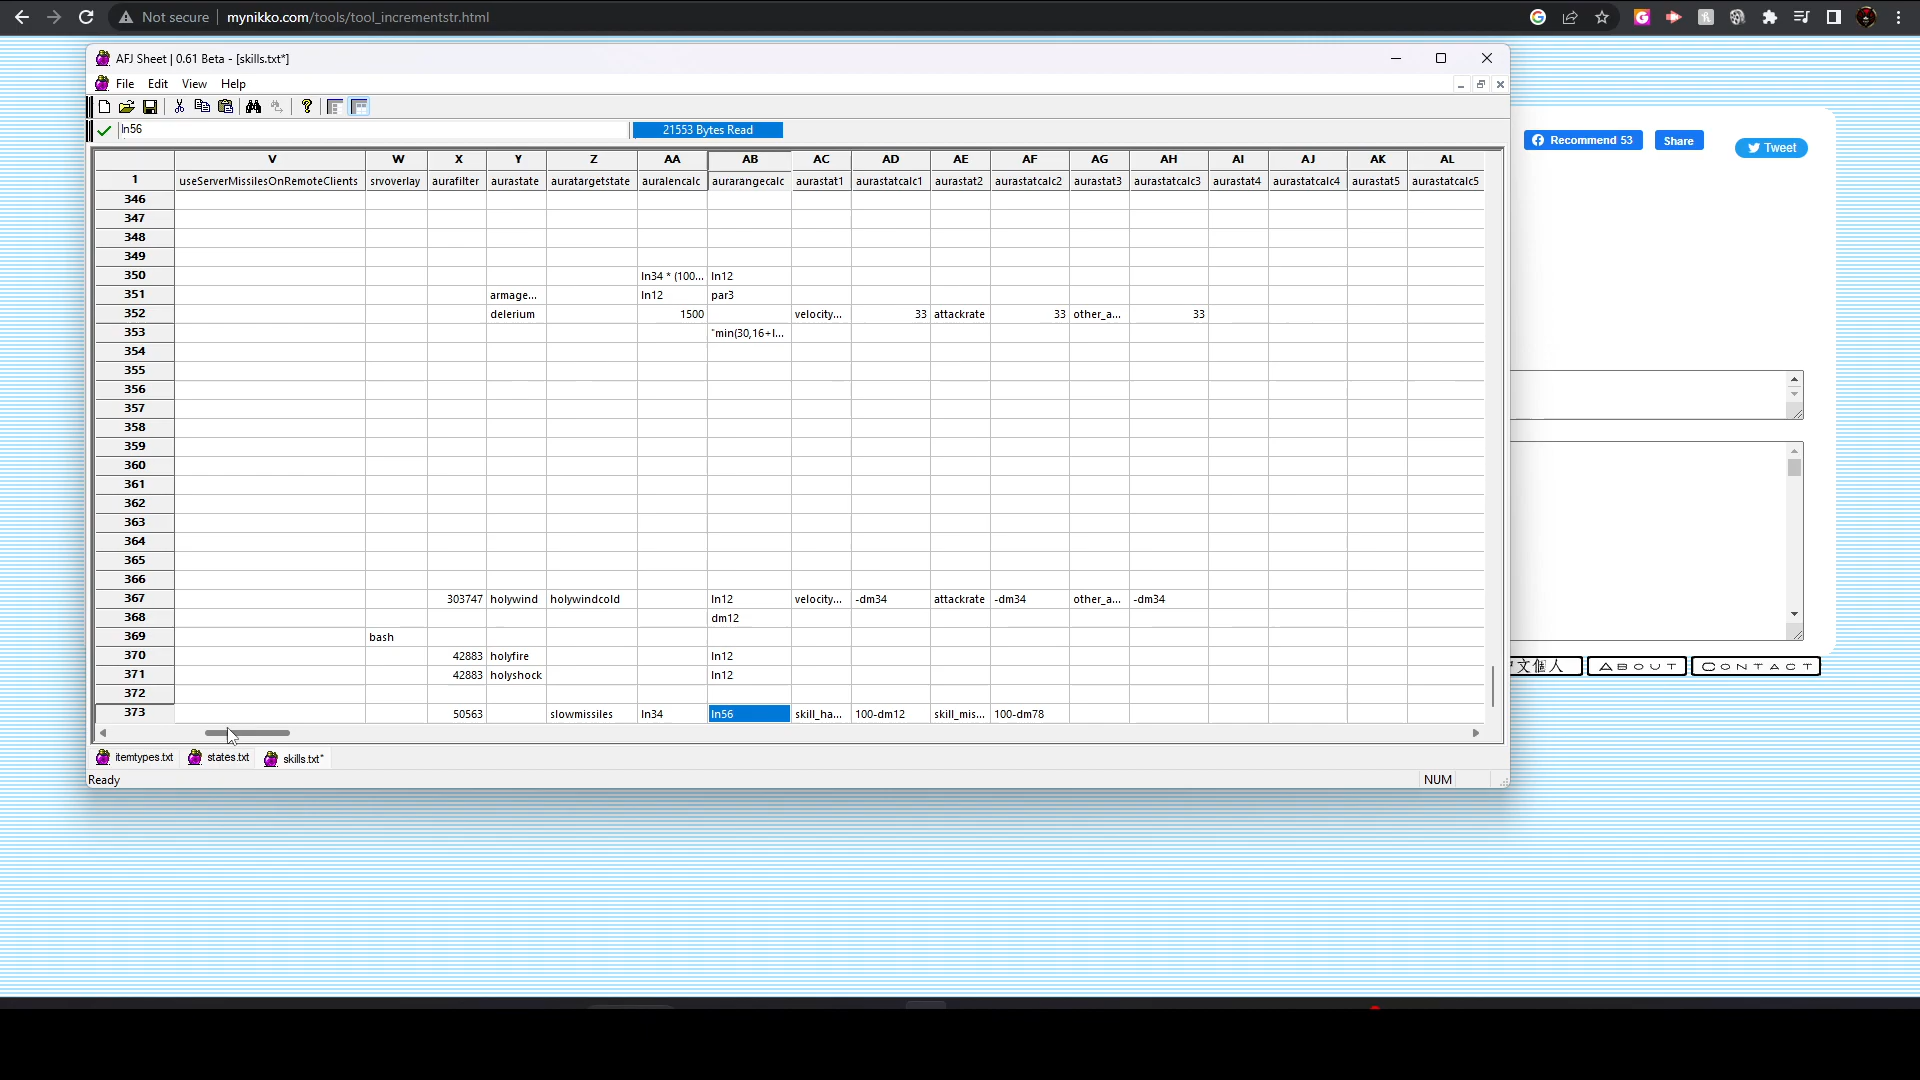 Not secure mynikko.com/tools/tool_incrementstr.html
AFJ Sheet | 0.61 Beta - [skills.txt*]
File Edit View Help
ln56 21553 Bytes Read
Recommend 53 Share Tweet
V W X Y Z AA AB AC AD AE AF AG AH AI AJ AK AL
1 useServerMissilesOnRemoteClients srvoverlay aurafilter aurastate auratargetstate auralencalc aurarangecalc aurastat1 aurastatcalc1 aurastat2 aurastatcalc2 aurastat3 aurastatcalc3 aurastat4 aurastatcalc4 aurastat5 aurastatcalc5
346
347
348
349
350 ln34 * (100... ln12
351 armage... ln12 par3
352 delerium 1500 velocity... 33 attackrate 33 other_a... 33
353 "min(30,16+l...
354
355
356
357
358
359
360
361
362
363
364
365
366
367 303747 holywind holywindcold ln12 velocity... -dm34 attackrate -dm34 other_a... -dm34
368 dm12
369 bash
370 42883 holyfire ln12
371 42883 holyshock ln12
372
373 50563 slowmissiles ln34 ln56 skill_ha... 100-dm12 skill_mis... 100-dm78
文個人 ABOUT CONTACT
itemtypes.txt states.txt skills.txt*
Ready NUM